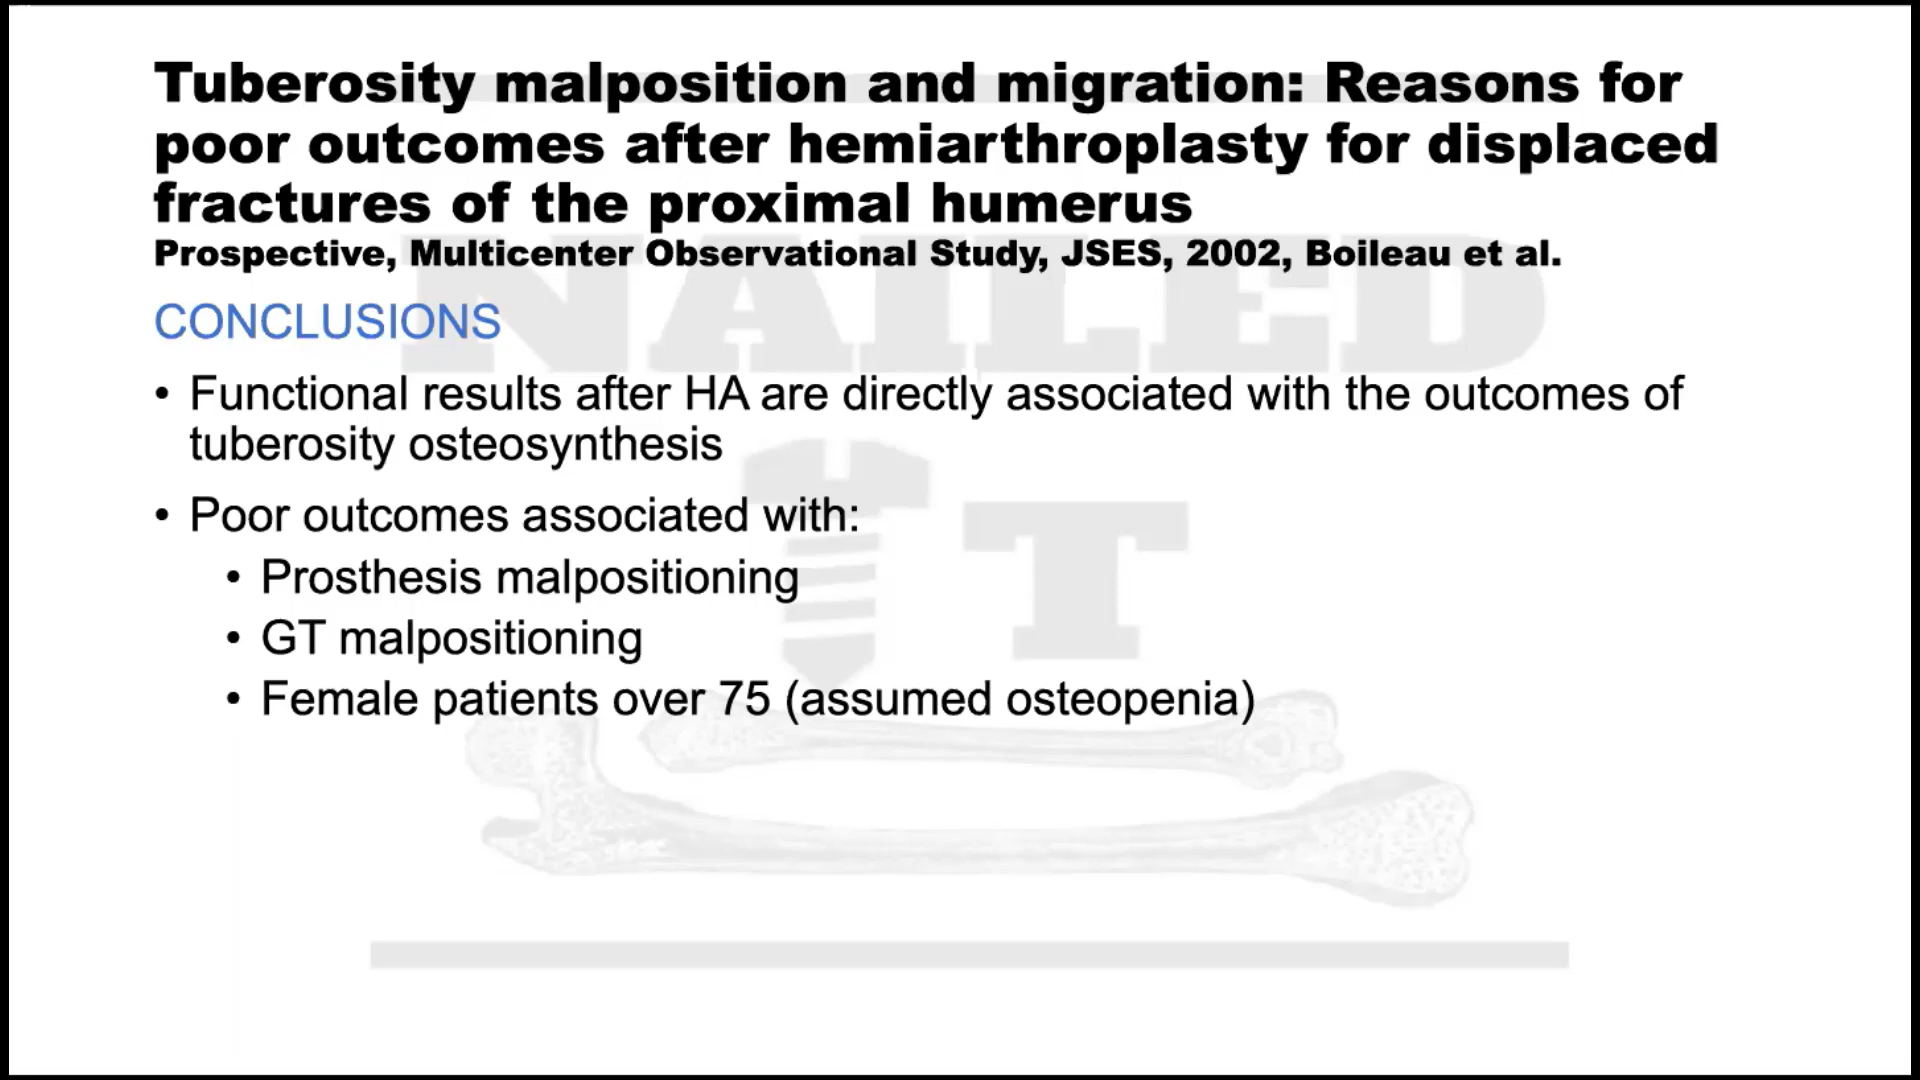 Tuberosity malposition and migration: Reasons for
poor outcomes after hemiarthroplasty for displaced
fractures of the proximal humerus
Prospective, Multicenter Observational Study, JSES, 2002, Boileau et al.
CONCLUSIONS
• Functional results after HA are directly associated with the outcomes of
tuberosity osteosynthesis
• Poor outcomes associated with:
• Prosthesis malpositioning
• GT malpositioning
• Female patients over 75 (assumed osteopenia)
NAILED
T